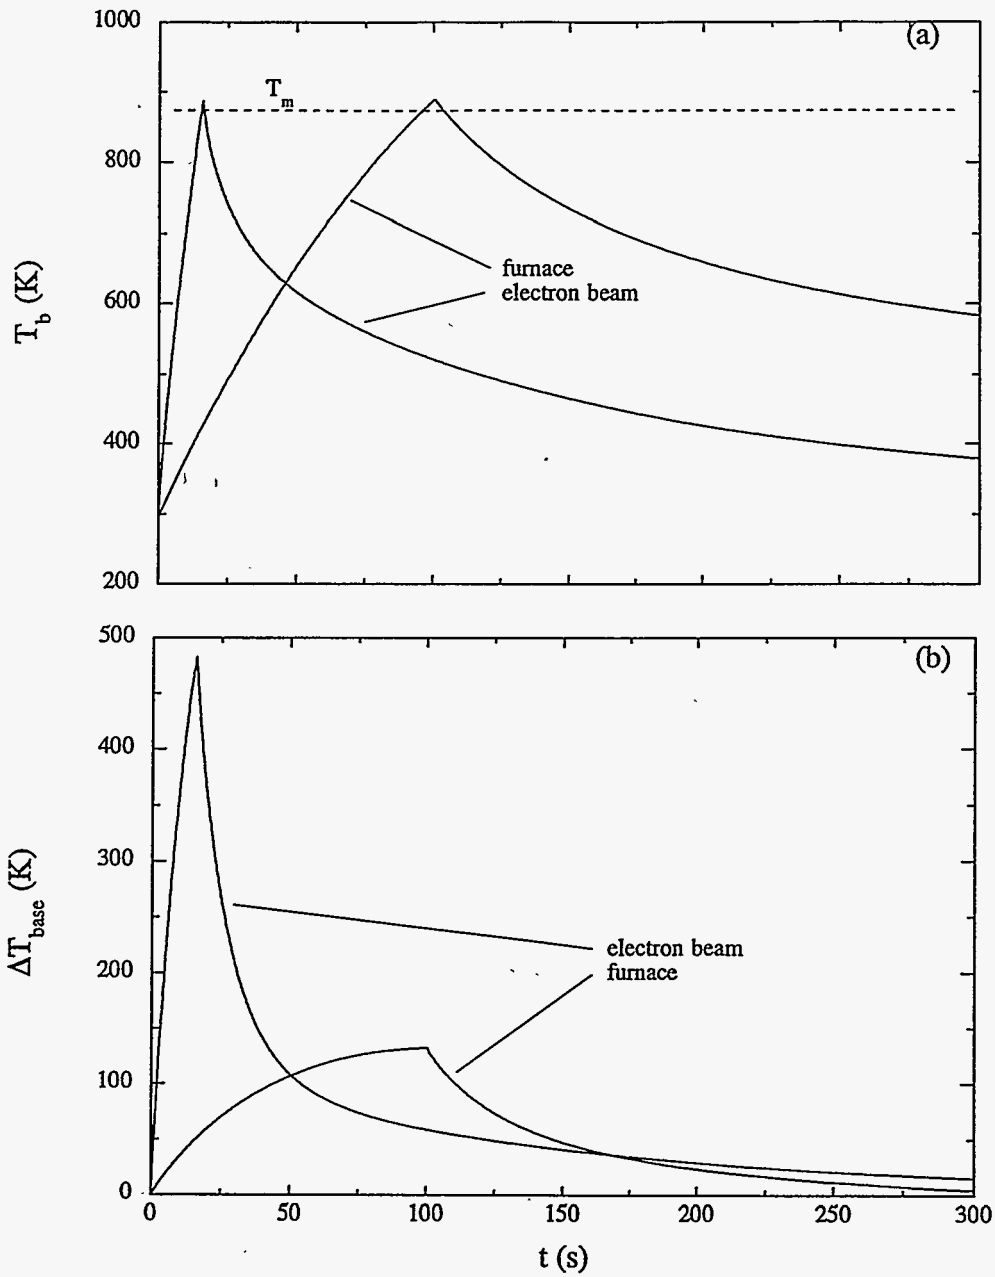 1000
(a)
T_m
800
furnace
electron beam
600
T_b (K)
400
200
500
(b)
400
300
ΔT_base (K)
electron beam
furnace
200
100
0
0 50 100 150 200 250 300
t (s)